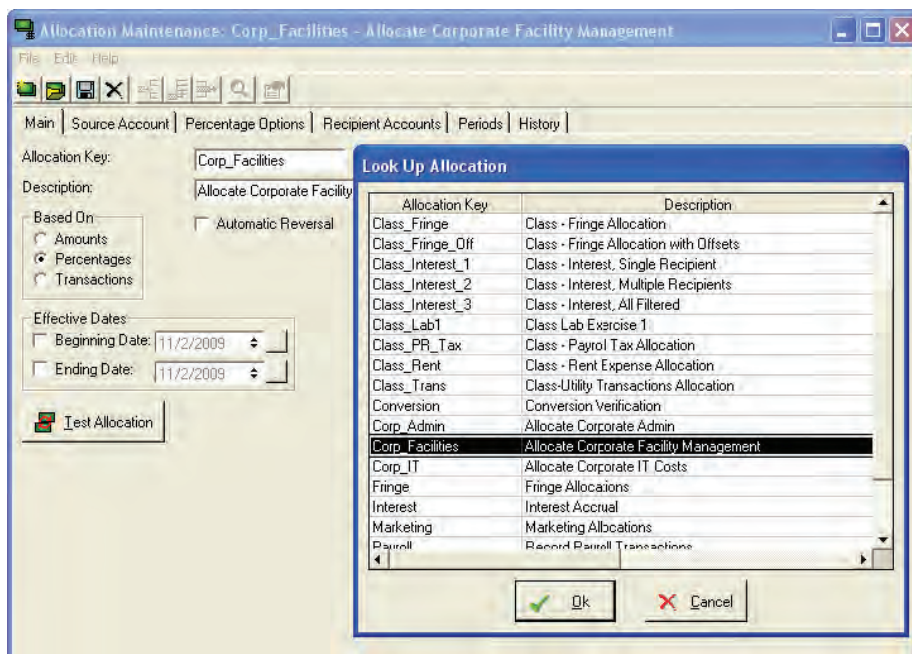 Allocation Maintenance: Corp_Facilities - Allocate Corporate Facility Management
File Edit Help
Main Source Account Percentage Options Recipient Accounts Periods History
Allocation Key: Corp_Facilities
Description: Allocate Corporate Facility
Based On
Automatic Reversal
Amounts
Percentages
Transactions
Effective Dates
Beginning Date: 11/2/2009
Ending Date: 11/2/2009
Test Allocation
Look Up Allocation
Allocation Key Description
Class_Fringe Class - Fringe Allocation
Class_Fringe_Off Class - Fringe Allocation with Offsets
Class_Interest_1 Class - Interest, Single Recipient
Class_Interest_2 Class - Interest, Multiple Recipients
Class_Interest_3 Class - Interest, All Filtered
Class_Lab1 Class Lab Exercise 1
Class_PR_Tax Class - Payrol Tax Allocation
Class_Rent Class - Rent Expense Allocation
Class_Trans Class-Utility Transactions Allocation
Conversion Conversion Verification
Corp_Admin Allocate Corporate Admin
Corp_Facilities Allocate Corporate Facility Management
Corp_IT Allocate Corporate IT Costs
Fringe Fringe Allocations
Interest Interest Accrual
Marketing Marketing Allocations
Payroll Record Payroll Transactions
Ok Cancel